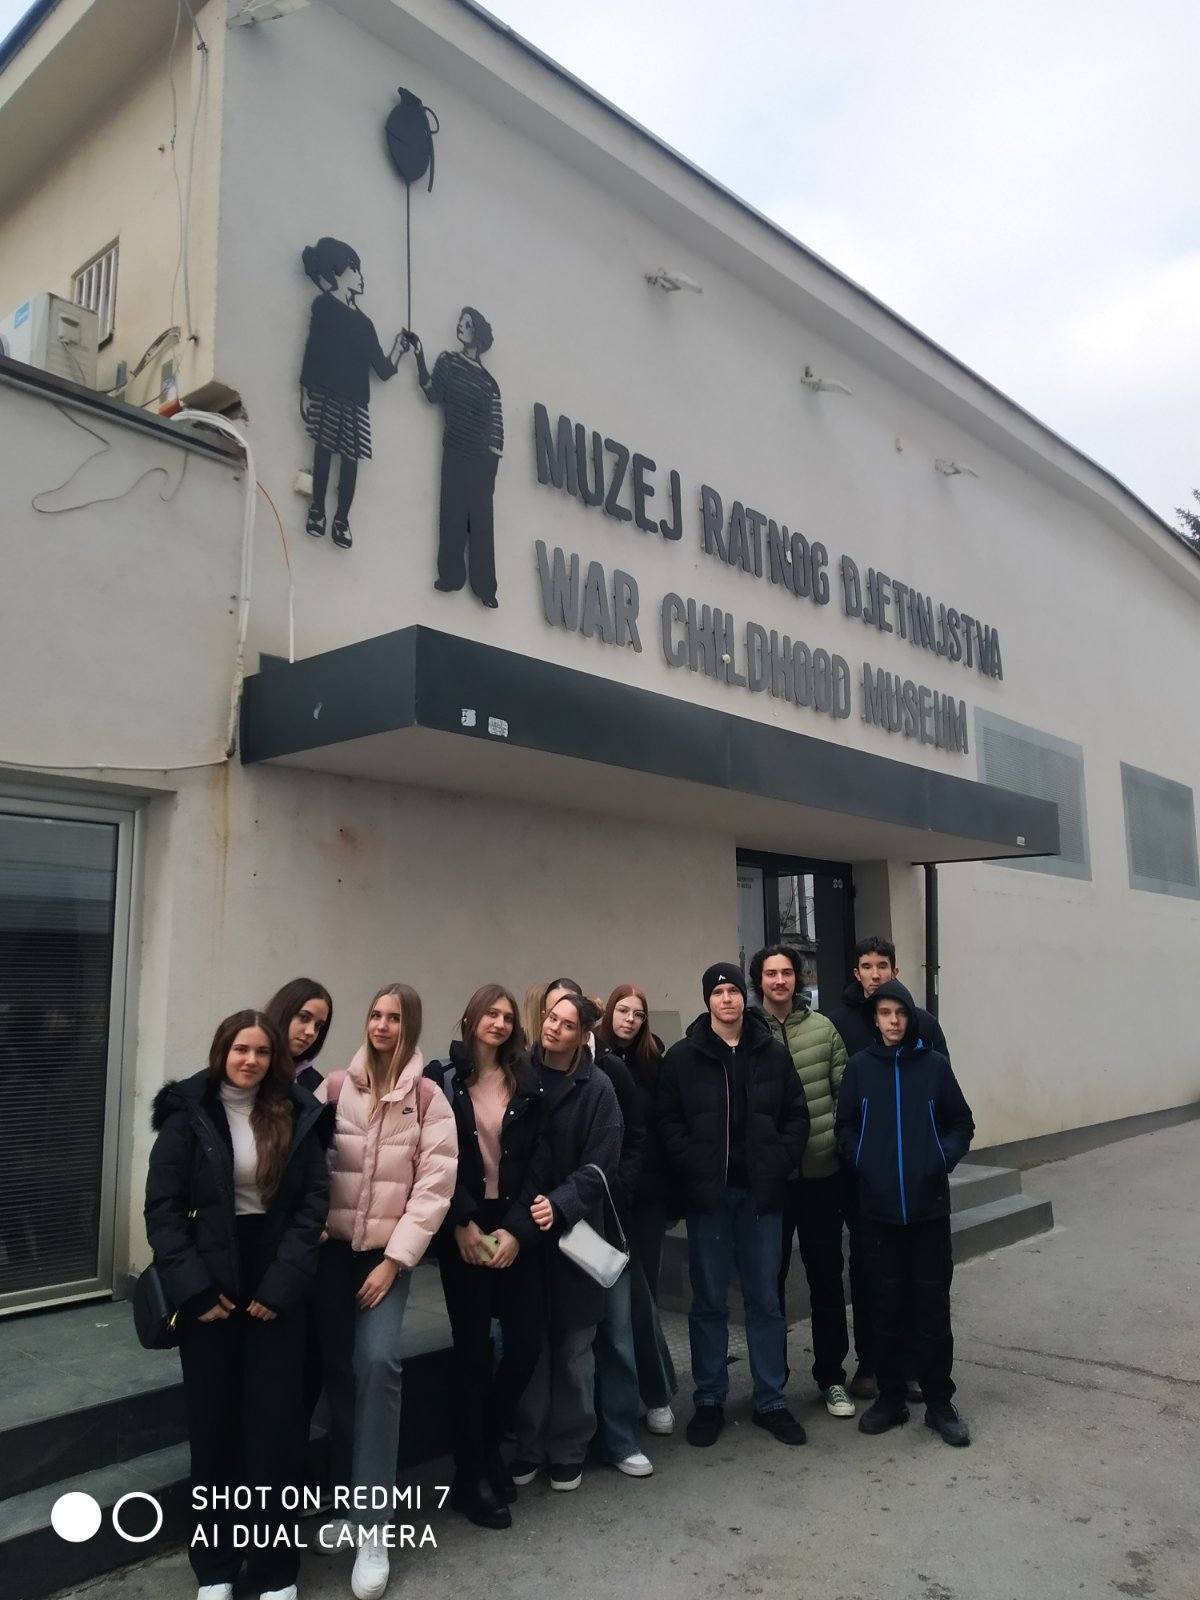 MUZEJ RATNOG DJETINJSTVA
WAR CHILDHOOD MUSEUM
SHOT ON REDMI 7
AI DUAL CAMERA